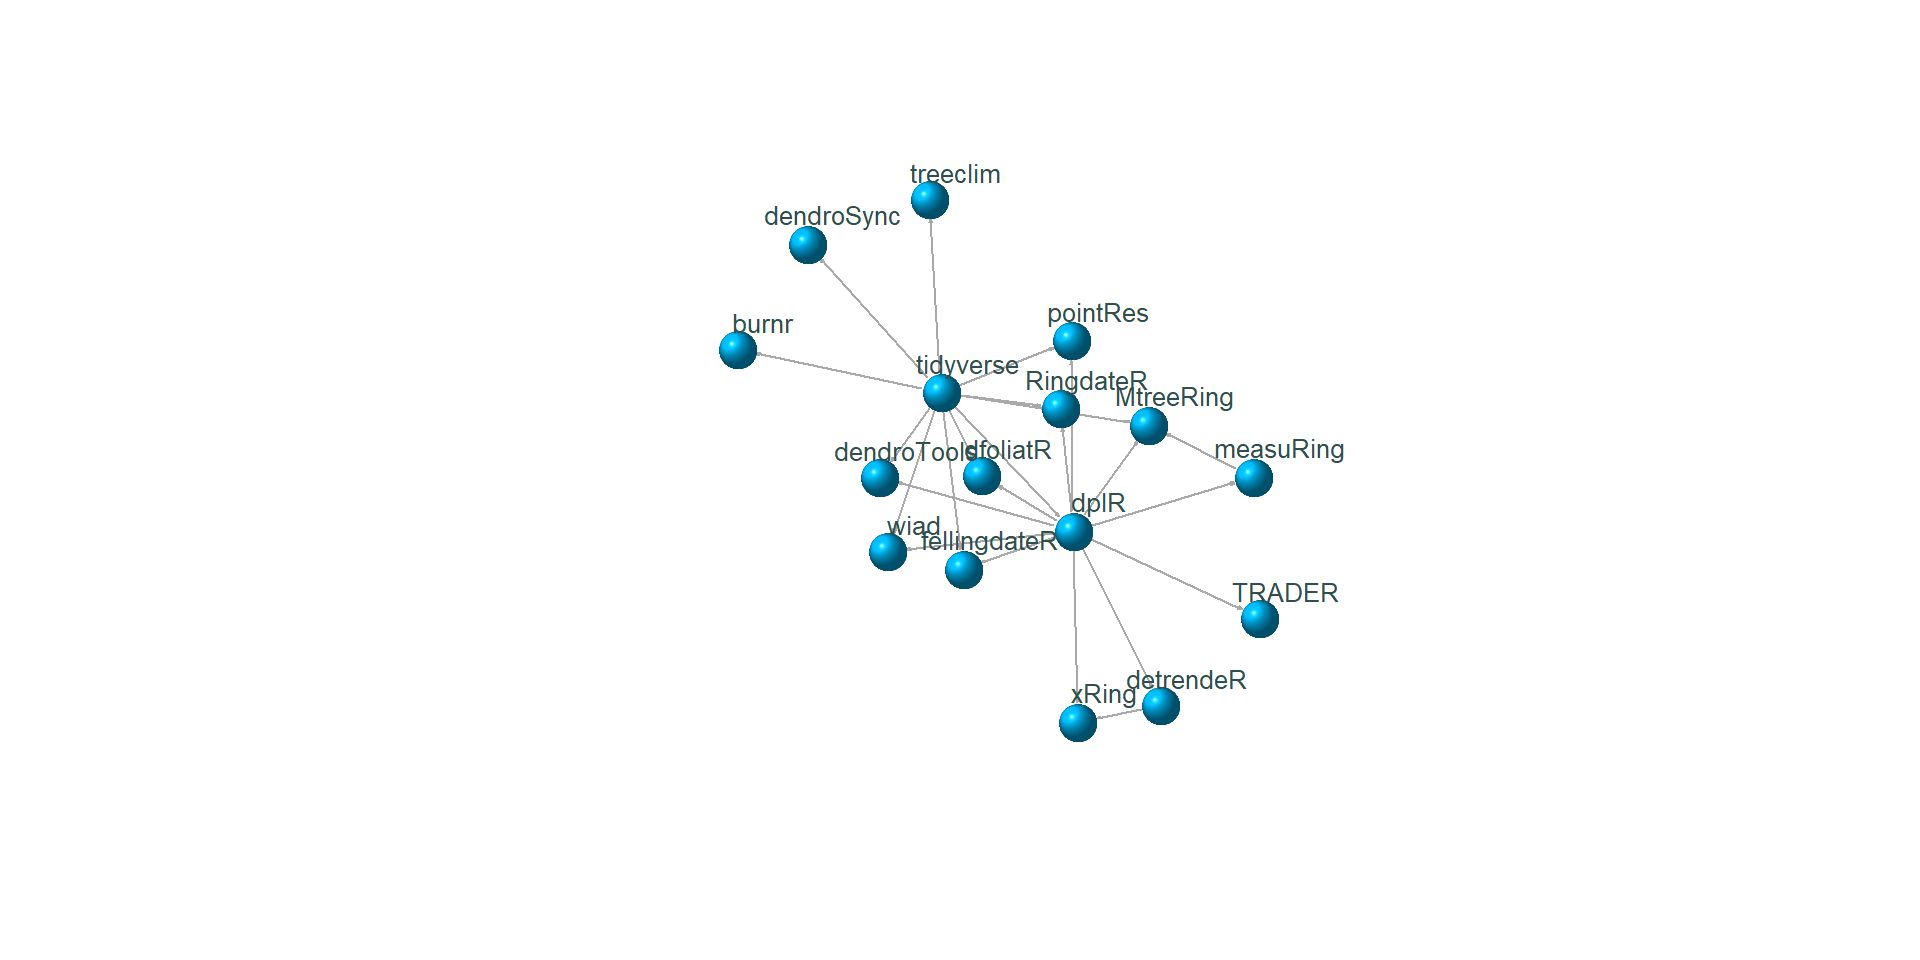 treeclim
dendroSync
pointRes
burnr
tidyverse
RingdateR
MtreeRing
dendroTools
dfoliatR
measuRing
dplR
wiad
fellingdateR
TRADER
detrendeR
xRing